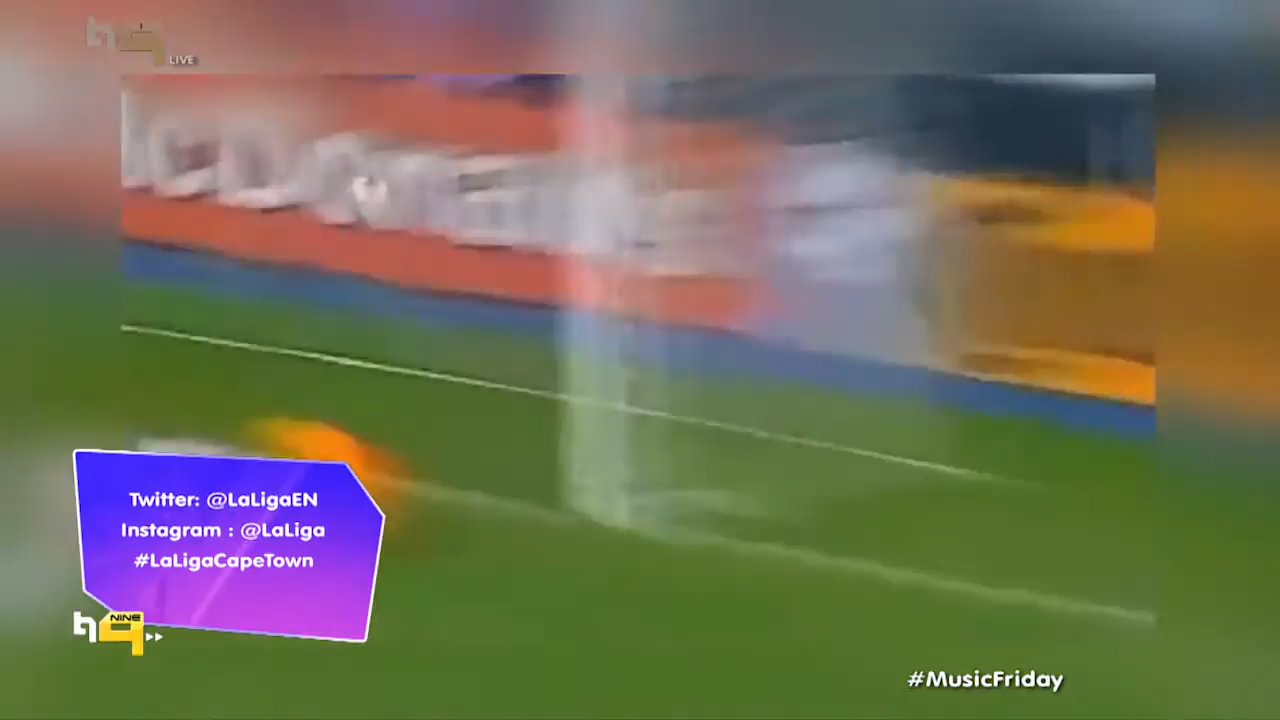 LIVE
Twitter: @LaLigaEN
Instagram : @LaLiga
#LaLigaCapeTown
NINE
#MusicFriday